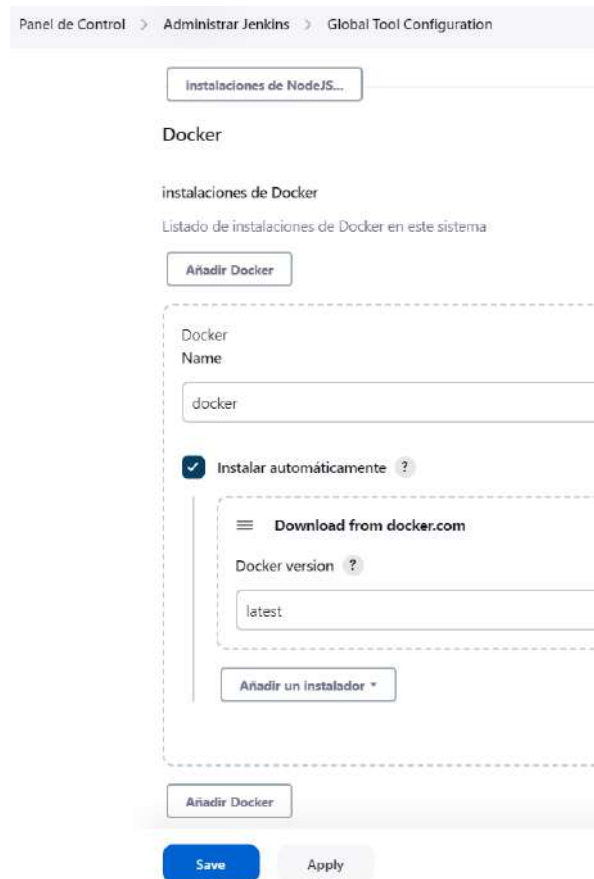 Panel de Control > Administrar Jenkins > Global Tool Configuration
instalaciones de NodeJS...
Docker
instalaciones de Docker
Listado de instalaciones de Docker en este sistema
Añadir Docker
Docker
Name
docker
Instalar automáticamente ?
Download from docker.com
Docker version ?
latest
Añadir un instalador
Añadir Docker
Save Apply